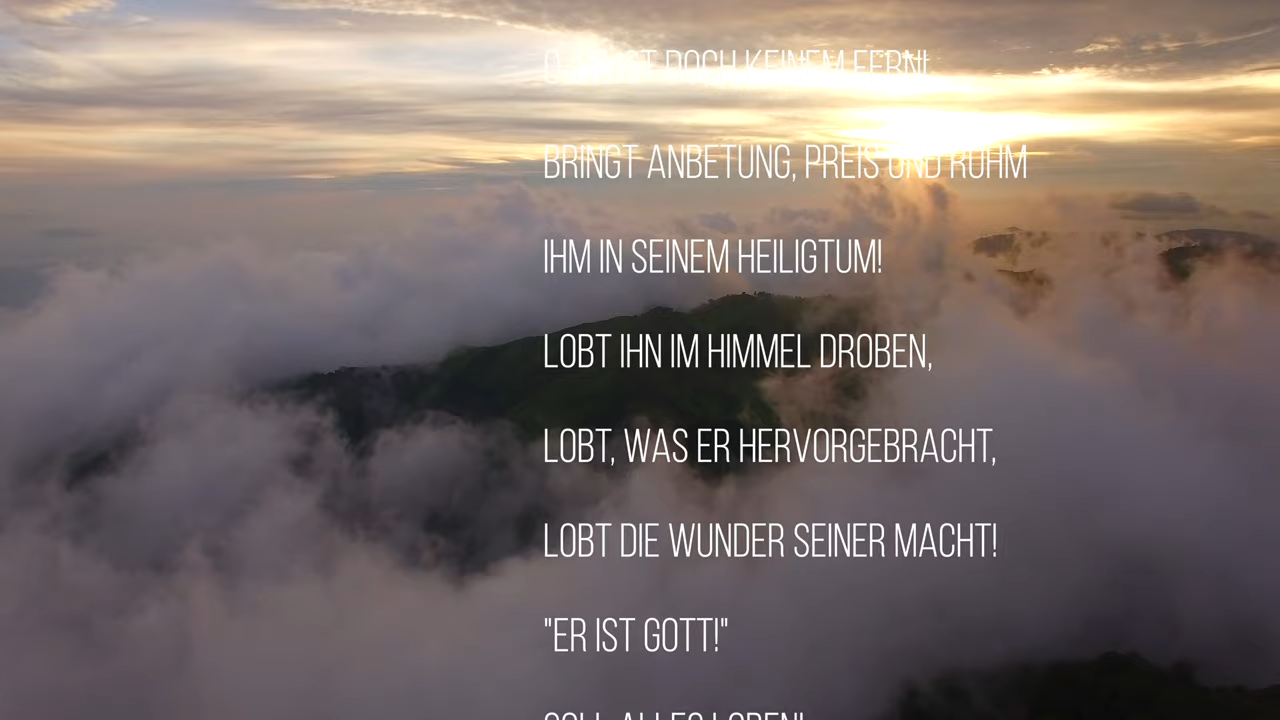 DOCH KEINEM FERN!
BRINGT ANBETUNG, PREIS UND RUHM
IHM IN SEINEM HEILIGTUM!
LOBT IHN IM HIMMEL DROBEN,
LOBT, WAS ER HERVORGEBRACHT,
LOBT DIE WUNDER SEINER MACHT!
"ER IST GOTT!"